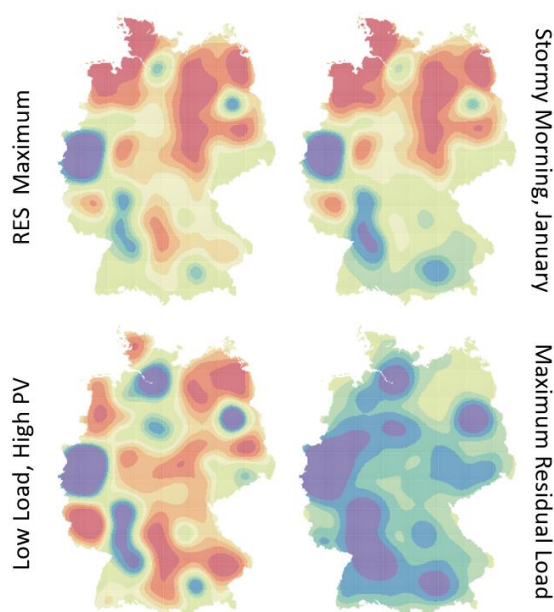 RES Maximum
Stormy Morning, January
Low Load, High PV
Maximum Residual Load